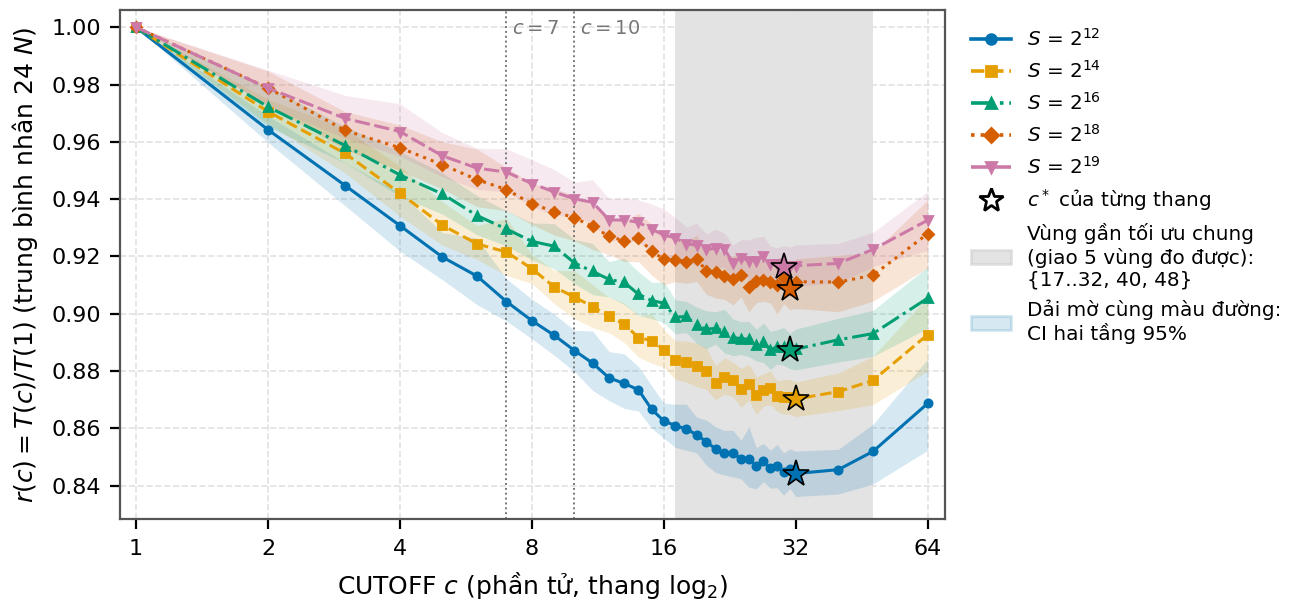 r(c) = T(c)/T(1) (trung bình nhân 24 N)
1.00
0.98
0.96
0.94
0.92
0.90
0.88
0.86
0.84
c = 7
c = 10
1
2
4
8
16
32
64
CUTOFF c (phần tử, thang log₂)
S = 2¹²
S = 2¹⁴
S = 2¹⁶
S = 2¹⁸
S = 2¹⁹
c* của từng thang
Vùng gần tối ưu chung
(giao 5 vùng đo được):
{17..32, 40, 48}
Dải mờ cùng màu đường:
CI hai tầng 95%